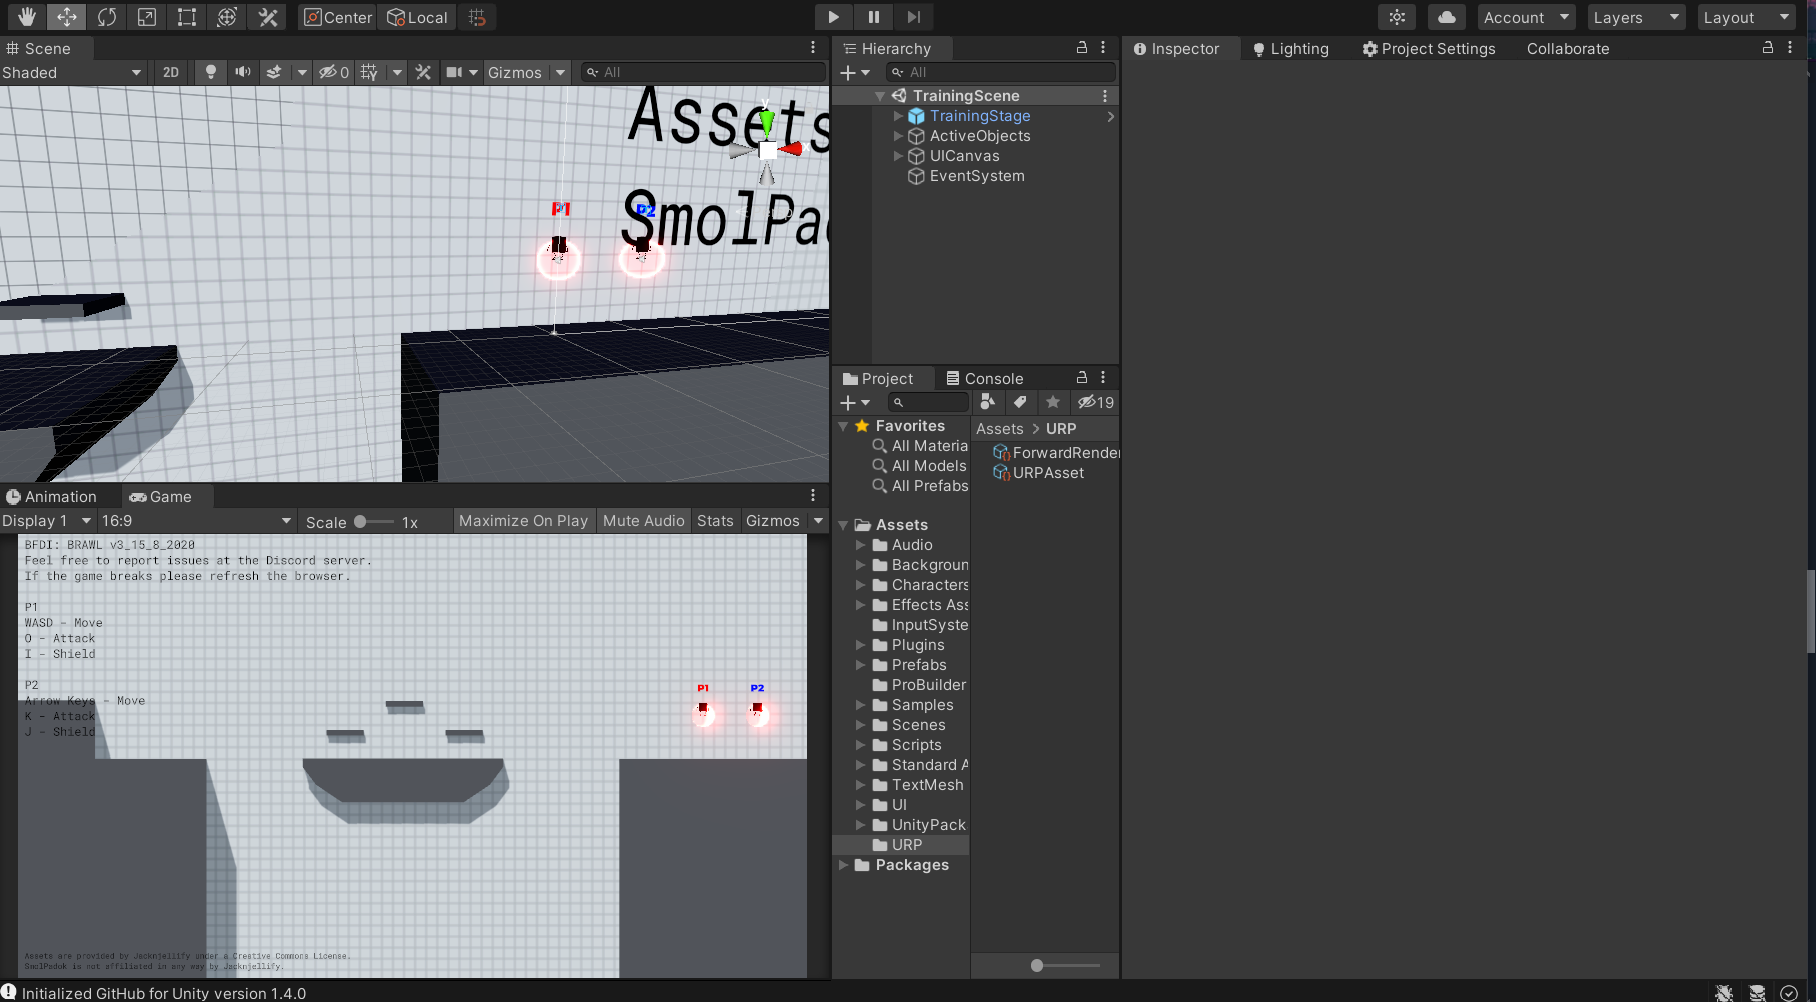 Center
Local
Account
Layers
Layout
Scene
Hierarchy
Inspector
Lighting
Project Settings
Collaborate
Shaded
2D
0
Gizmos
All
All
TrainingScene
TrainingStage
ActiveObjects
UICanvas
EventSystem
Assets
SmolPad
P1
P2
y
x
Project
Console
19
Favorites
All Materia
All Models
All Prefabs
Assets > URP
ForwardRender
URPAsset
Assets
Audio
Backgroun
Characters
Effects Ass
InputSyste
Plugins
Prefabs
ProBuilder
Samples
Scenes
Scripts
Standard A
TextMesh
UI
UnityPack
URP
Packages
Animation
Game
Display 1
16:9
Scale
1x
Maximize On Play
Mute Audio
Stats
Gizmos
BFDI: BRAWL v3_15_8_2020
Feel free to report issues at the Discord server.
If the game breaks please refresh the browser.
P1
WASD - Move
O - Attack
I - Shield
P2
Arrow Keys - Move
K - Attack
J - Shield
P1
P2
Assets are provided by Jacknjellify under a Creative Commons License.
SmolPadok is not affiliated in any way by Jacknjellify.
Initialized GitHub for Unity version 1.4.0